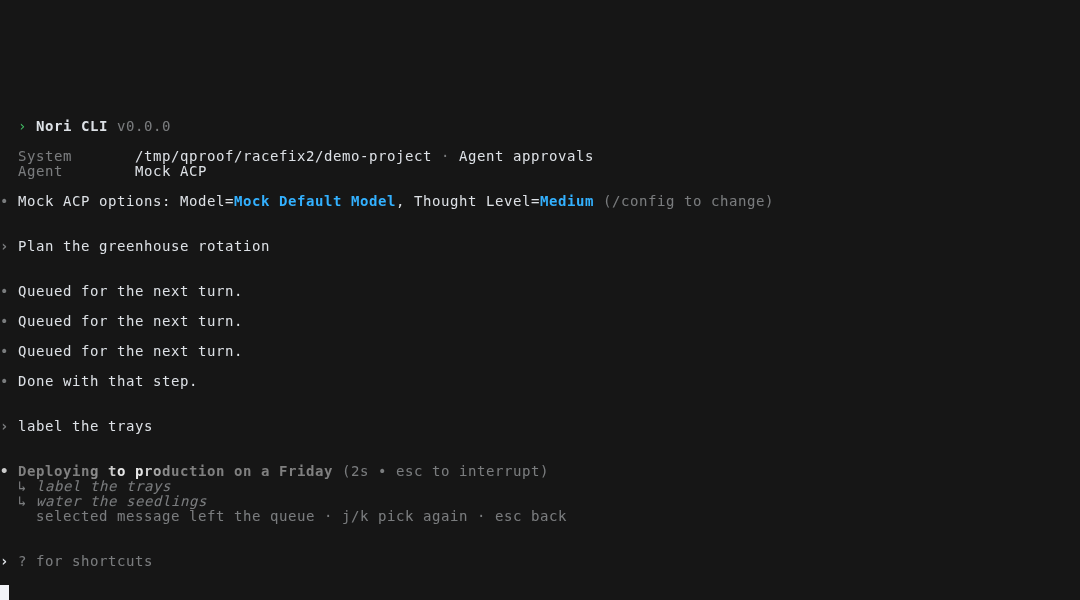 › Nori CLI v0.0.0
System /tmp/qproof/racefix2/demo-project · Agent approvals
Agent Mock ACP
• Mock ACP options: Model=Mock Default Model, Thought Level=Medium (/config to change)
› Plan the greenhouse rotation
• Queued for the next turn.
• Queued for the next turn.
• Queued for the next turn.
• Done with that step.
› label the trays
• Deploying to production on a Friday (2s • esc to interrupt)
↳ label the trays
↳ water the seedlings
selected message left the queue · j/k pick again · esc back
› ? for shortcuts